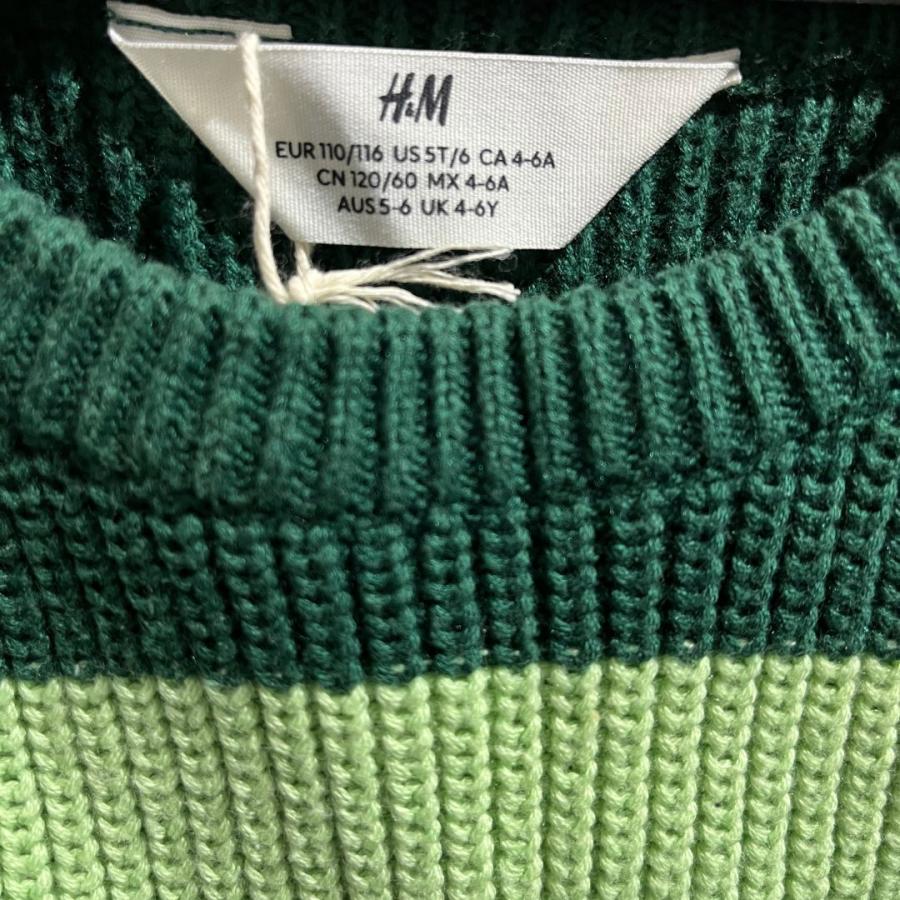 H&M
EUR 110/116 US 5T/6 CA 4-6A
CN 120/60 MX 4-6A
AUS 5-6 UK 4-6Y